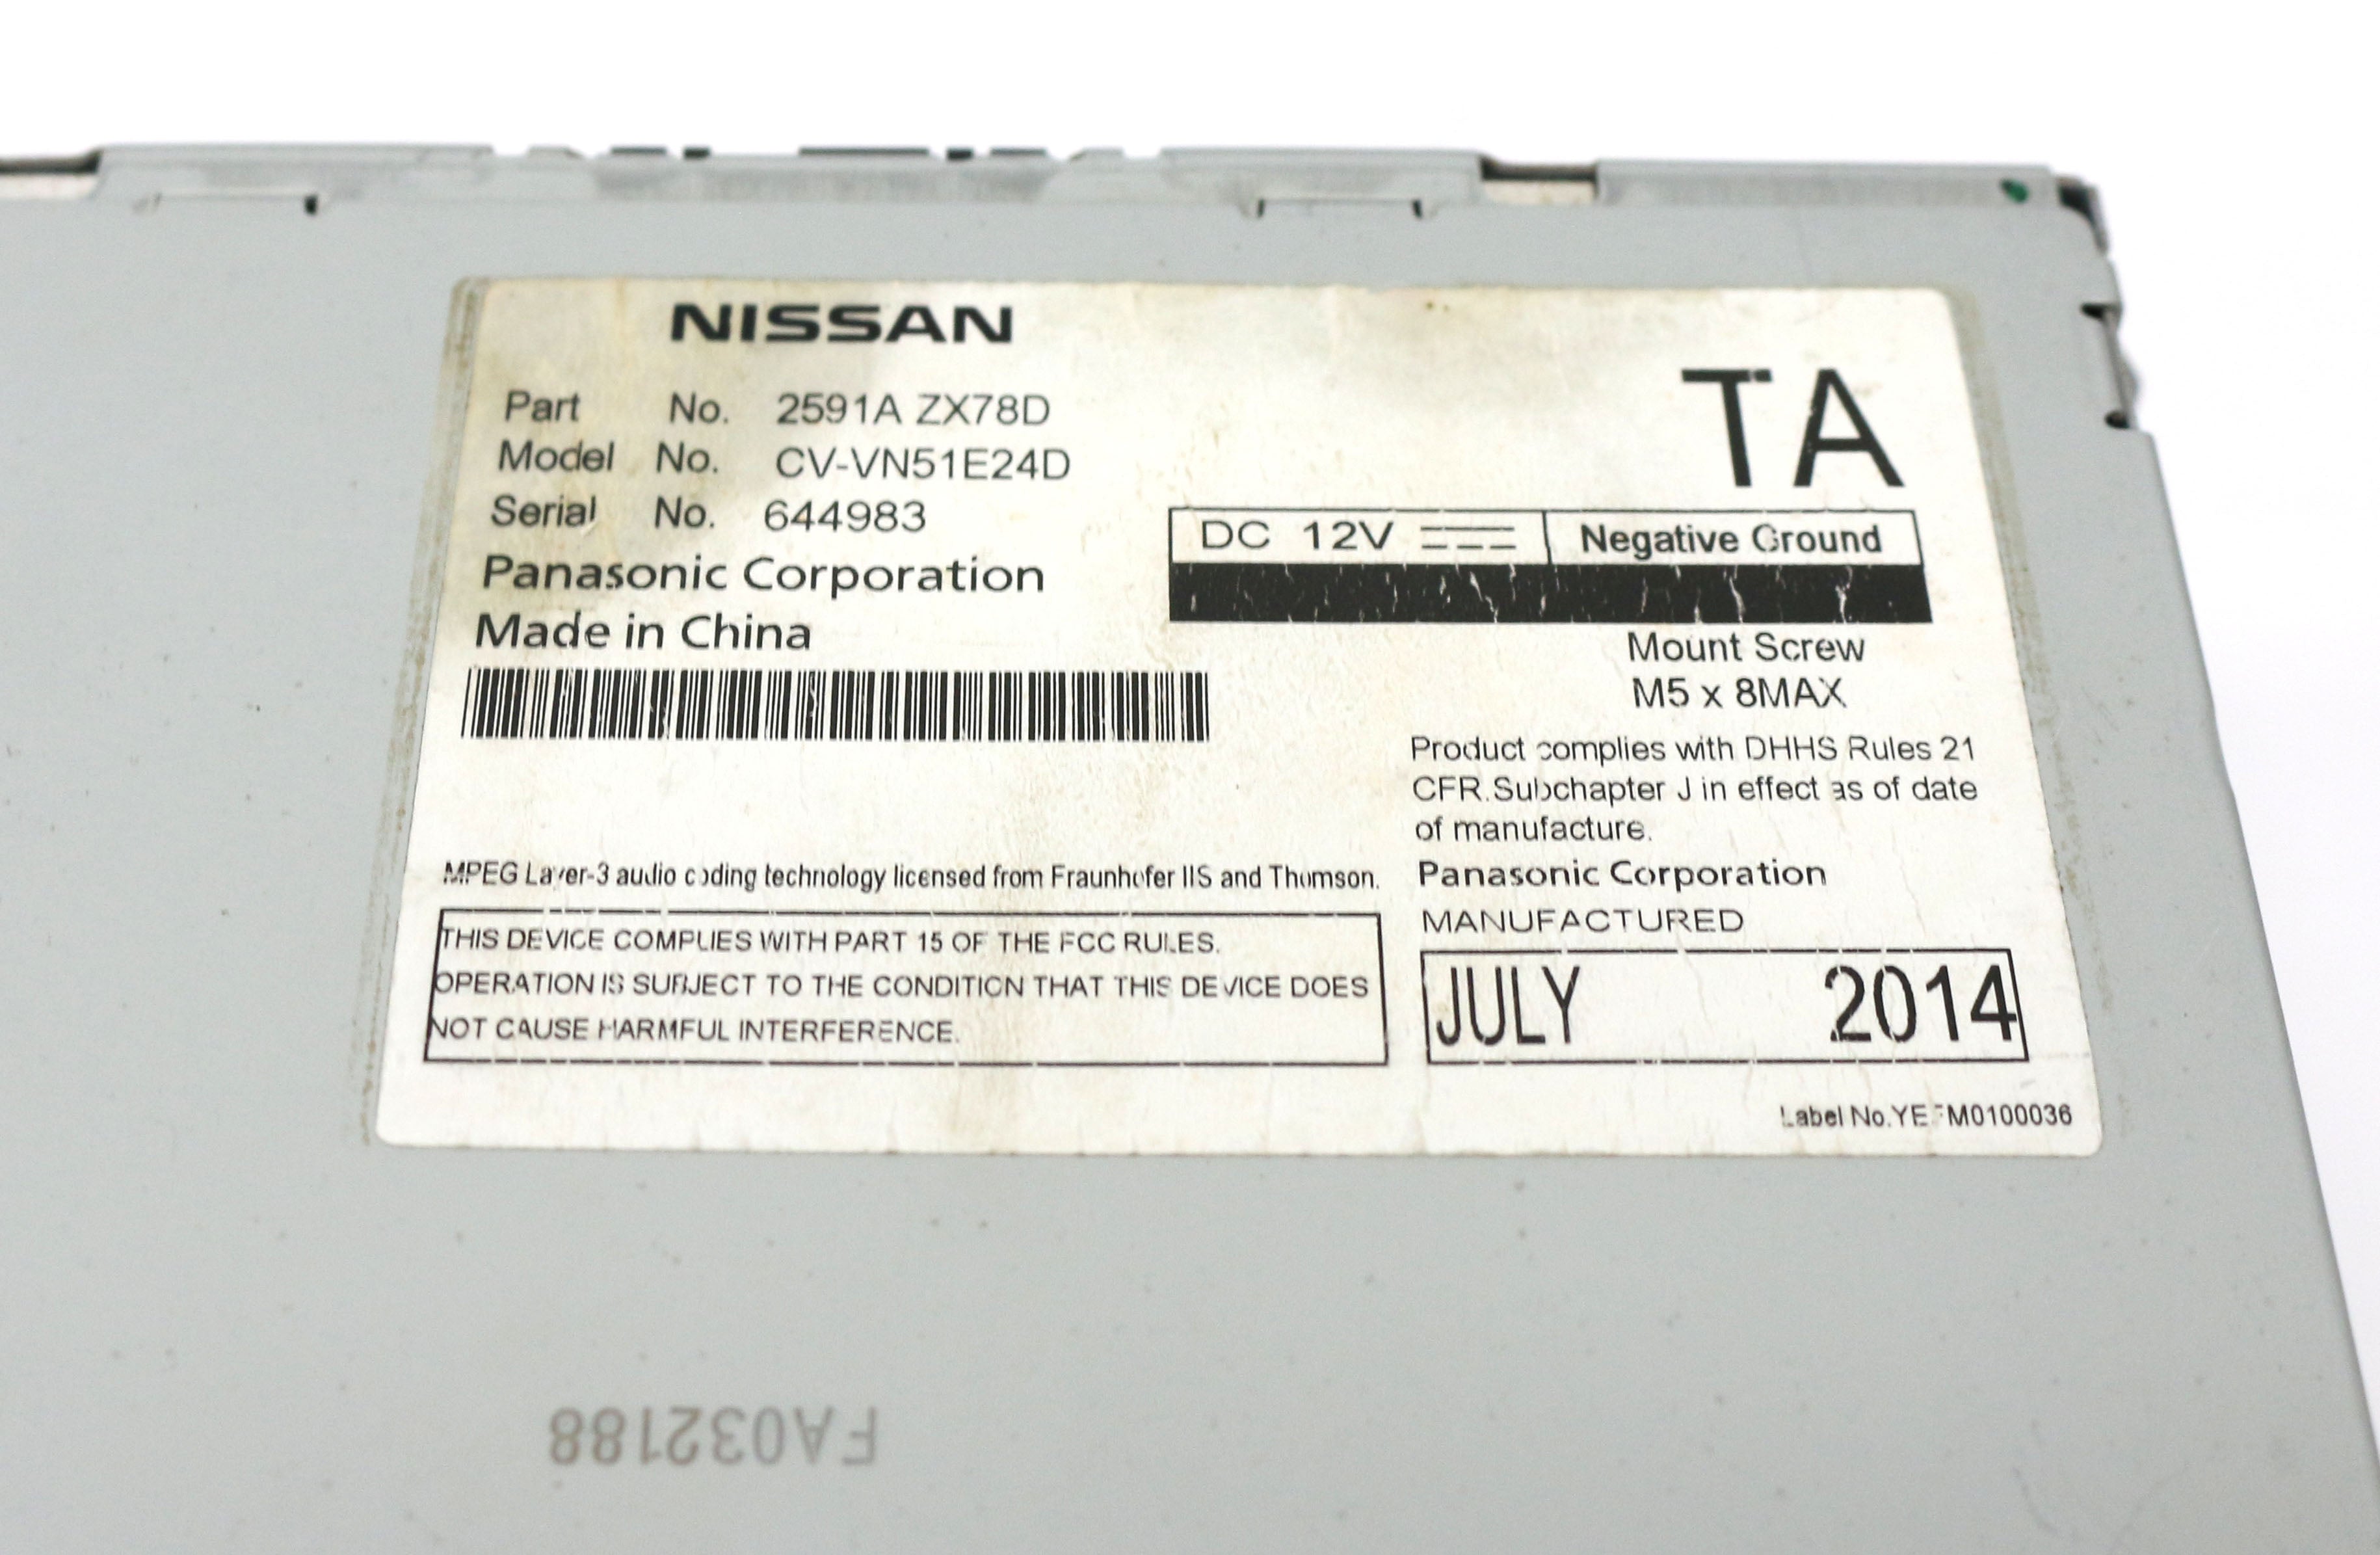 NISSAN
TA
Part No. 2591A ZX78D
Model No. CV-VN51E24D
Serial No. 644983
Panasonic Corporation
Made in China
DC 12V Negative Ground
Mount Screw
M5 x 8MAX
Product complies with DHHS Rules 21
CFR.Subchapter J in effect as of date
of manufacture.
Panasonic Corporation
MANUFACTURED
JULY 2014
MPEG Layer-3 audio coding technology licensed from Fraunhofer IIS and Thomson.
THIS DEVICE COMPLIES WITH PART 15 OF THE FCC RULES.
OPERATION IS SUBJECT TO THE CONDITION THAT THIS DEVICE DOES
NOT CAUSE HARMFUL INTERFERENCE.
Label No.
FA032188